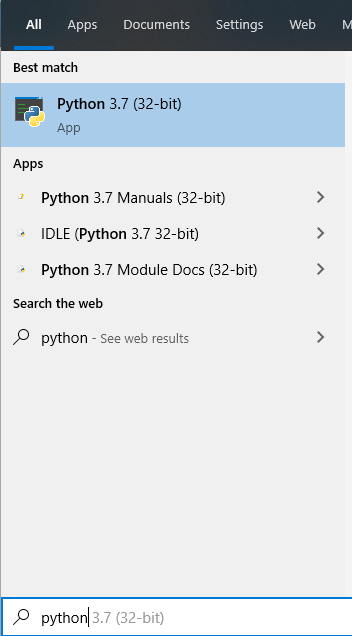 All Apps Documents Settings Web M
Best match
Python 3.7 (32-bit)
App
Apps
Python 3.7 Manuals (32-bit)
IDLE (Python 3.7 32-bit)
Python 3.7 Module Docs (32-bit)
Search the web
python - See web results
python 3.7 (32-bit)